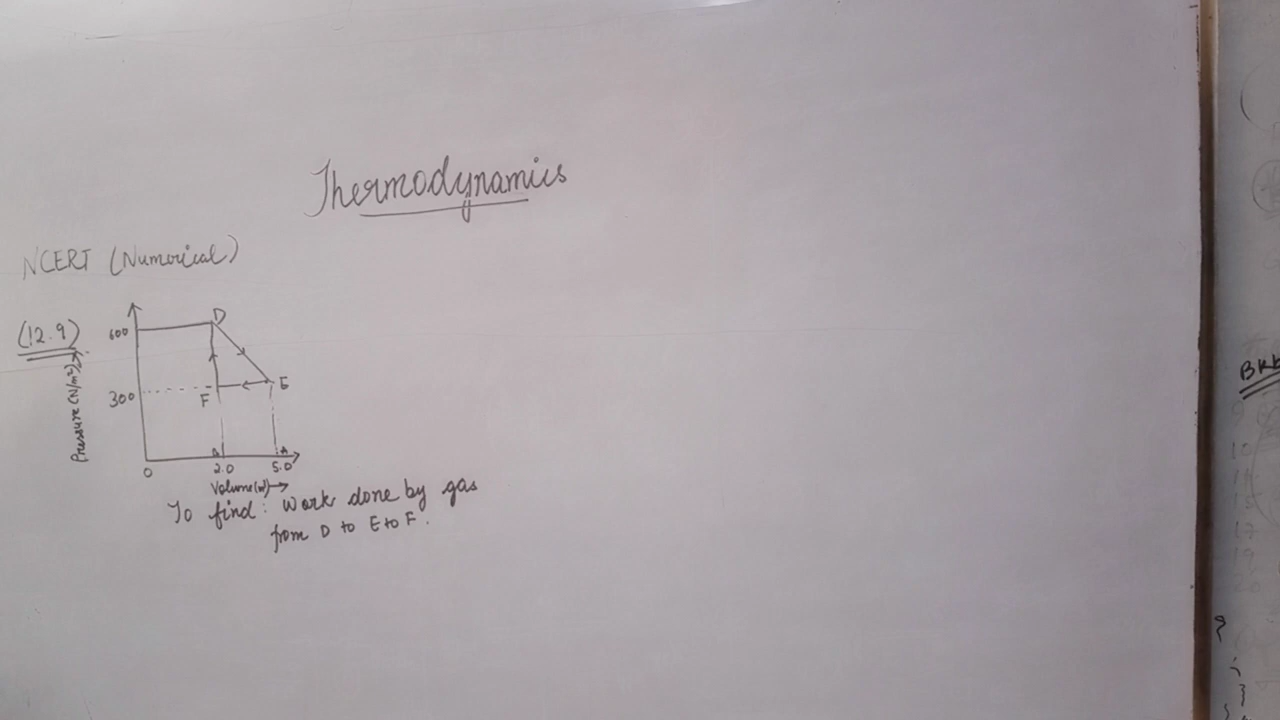 Thermodynamics
NCERT (Numerical)
(12.9)
Pressure (N/m²)→
600
300
D
E
F
A
0
2.0
5.0
Volume(m³)→
To find: Work done by gas
from D to E to F.
BRB